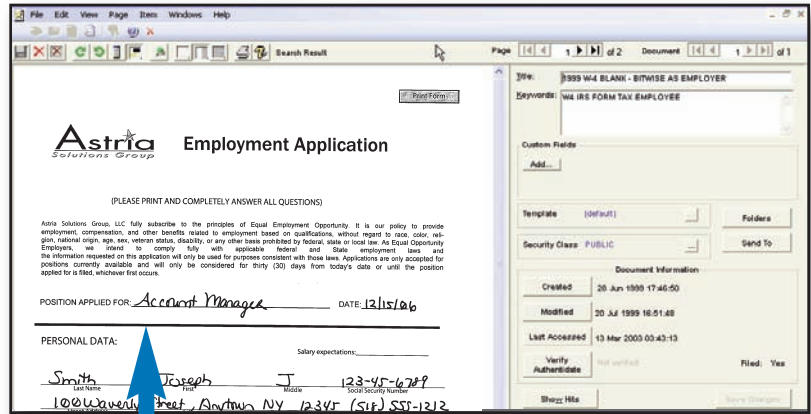 File Edit View Page Item Windows Help
Search Result
Page 1 of 2 Document 1 of 1
Print Form
Astria
Solutions Group
Employment Application
(PLEASE PRINT AND COMPLETELY ANSWER ALL QUESTIONS)
Astria Solutions Group, LLC fully subscribe to the principles of Equal Employment Opportunity. It is our policy to provide
employment, compensation, and other benefits related to employment based on qualifications, without regard to race, color, reli-
gion, national origin, age, sex, veteran status, disability, or any other basis prohibited by federal, state or local law. As Equal Opportunity
Employers, we intend to comply fully with applicable federal and State employment laws and
the information requested on this application will only be used for purposes consistent with those laws. Applications are only accepted for
positions currently available and will only be considered for thirty (30) days from today's date or until the position
applied for is filled, whichever first occurs.
POSITION APPLIED FOR: Account Manager DATE: 12/15/06
PERSONAL DATA:
Salary expectations:
Smith Joseph J 123-45-6789
Last Name First Middle Social Security Number
100 Waverly Street, Anytown NY 12345 (518) 555-1212
Title: 1999 W-4 BLANK - BITWISE AS EMPLOYER
Keywords: W4 IRS FORM TAX EMPLOYEE
Custom Fields
Add...
Template (default) ... Folders
Security Class PUBLIC ... Send To
Document Information
Created 28 Jun 1999 17:46:50
Modified 20 Jul 1999 16:51:48
Last Accessed 13 Mar 2003 03:43:13
Verify
Authentidate Not verified Filed: Yes
Show Hits Save Changes